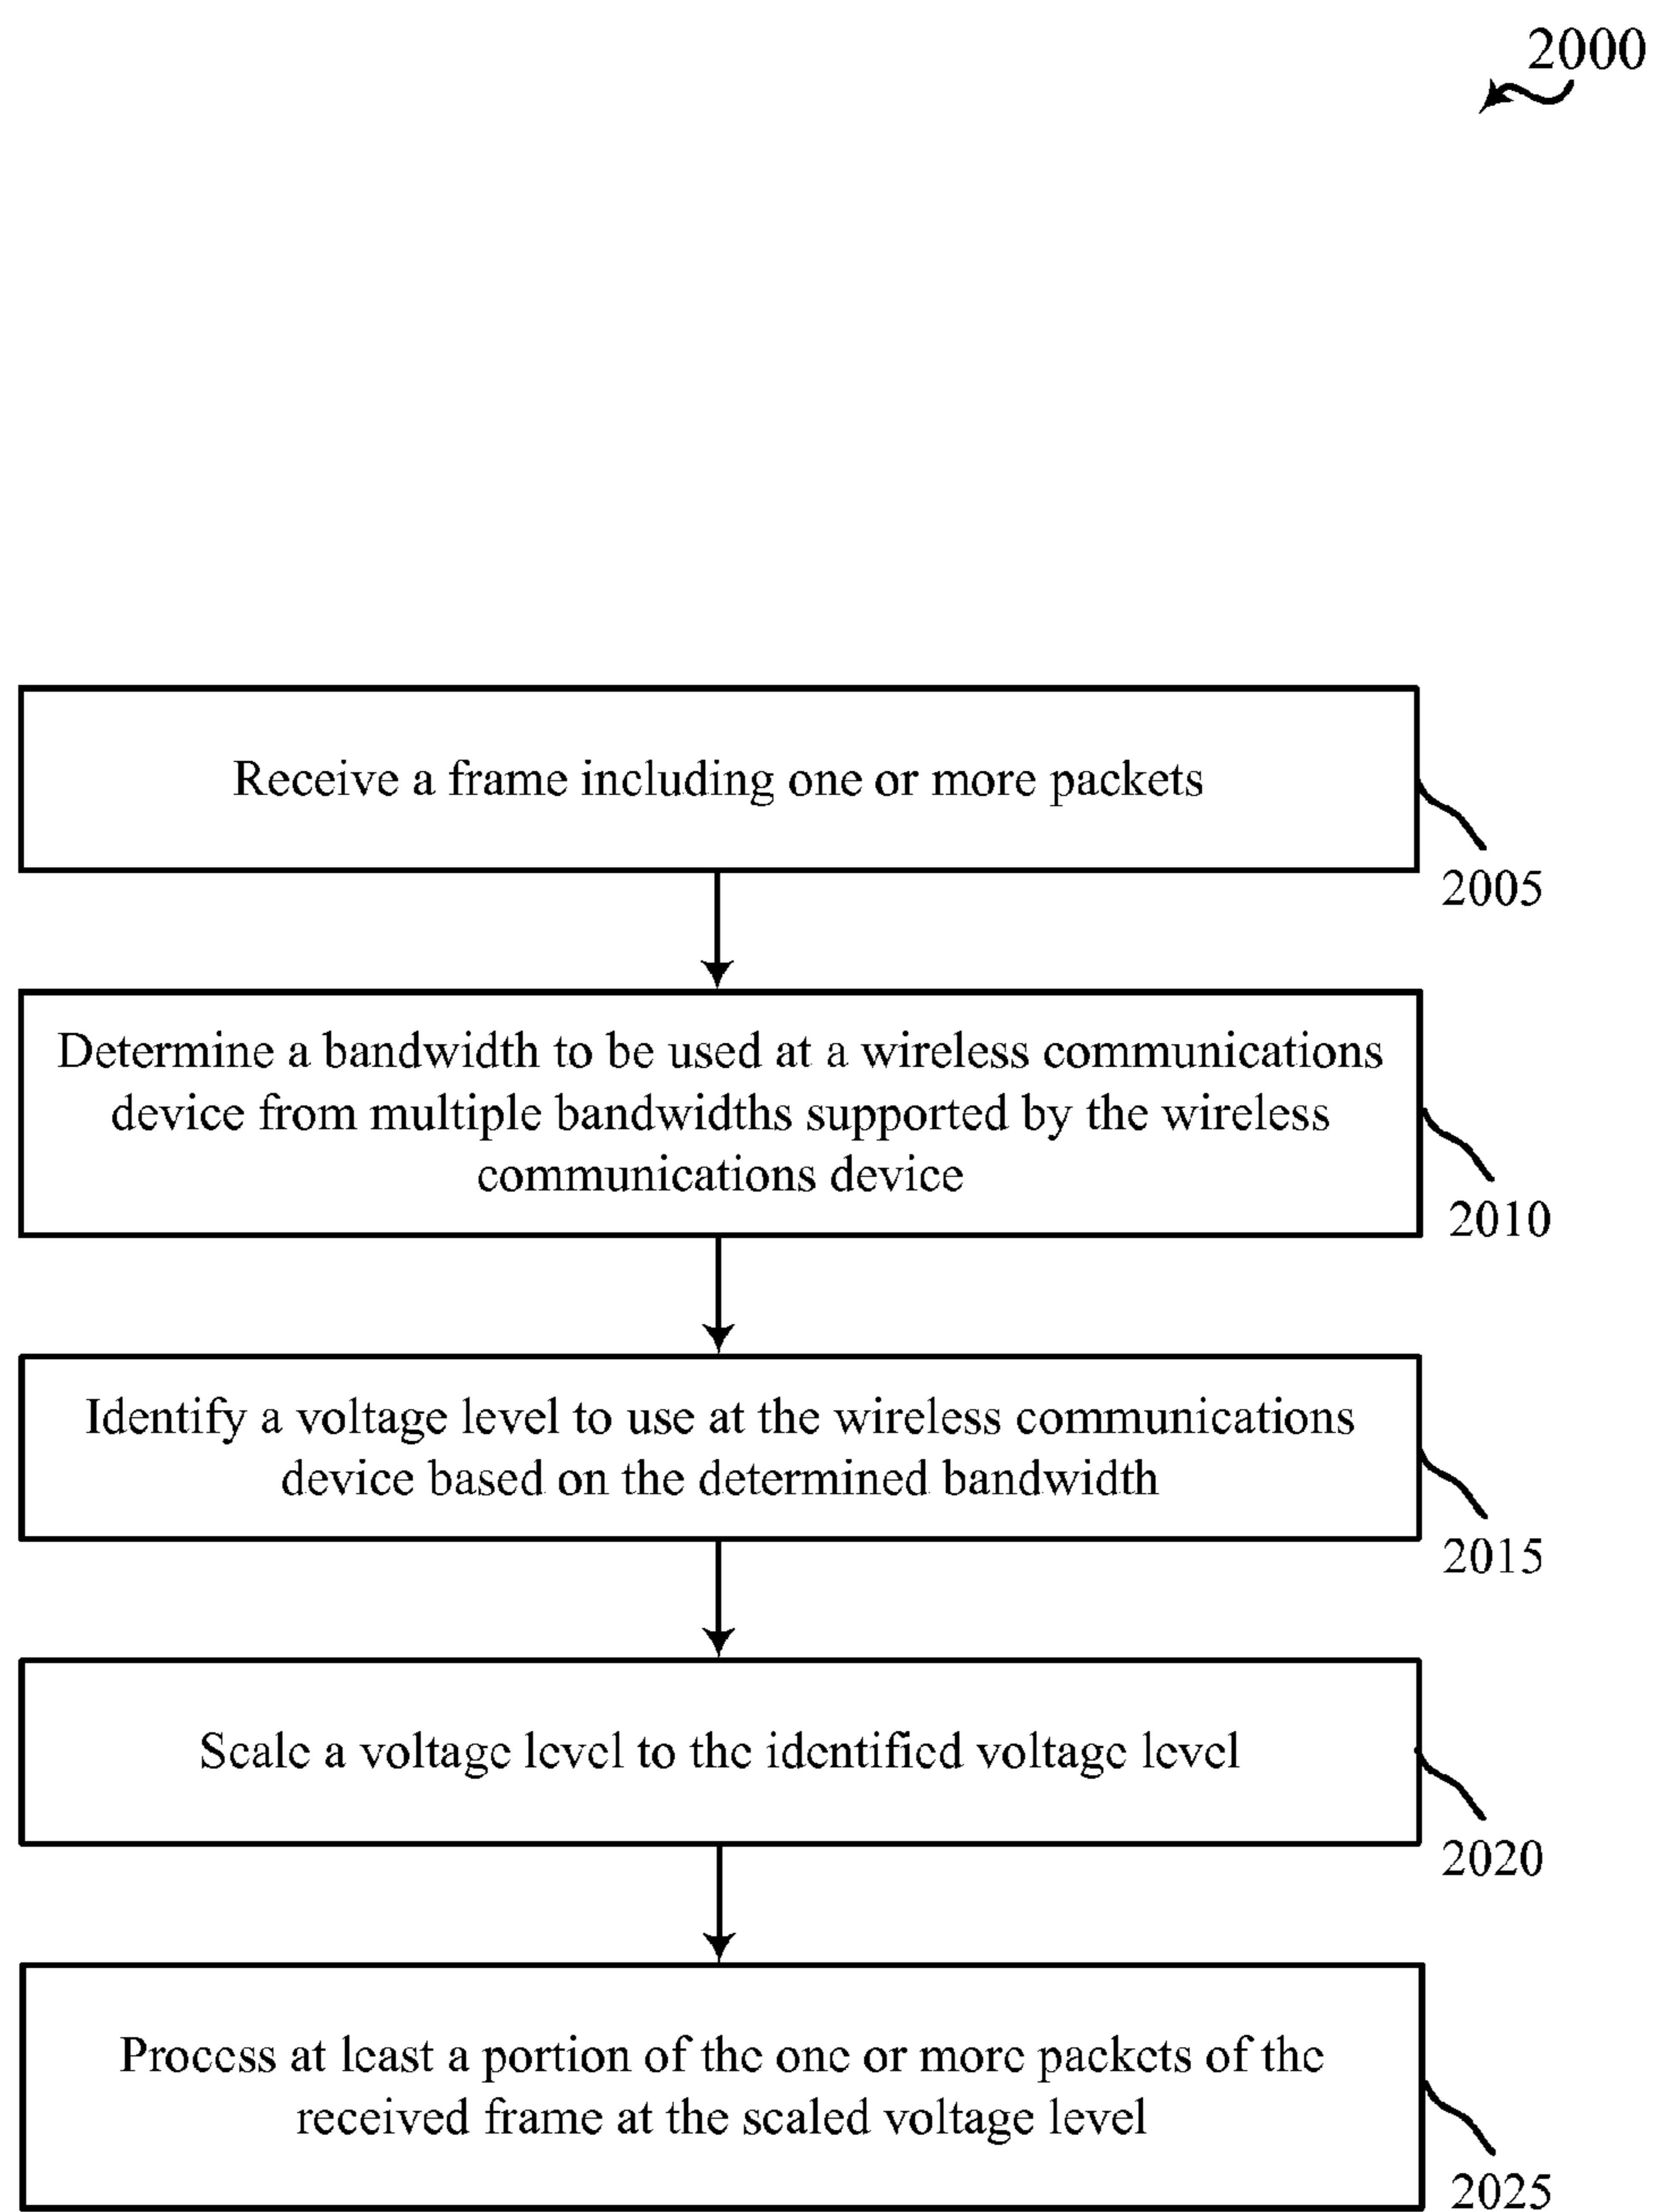 2000
Receive a frame including one or more packets
2005
Determine a bandwidth to be used at a wireless communications
device from multiple bandwidths supported by the wireless
communications device
2010
Identify a voltage level to use at the wireless communications
device based on the determined bandwidth
2015
Scale a voltage level to the identified voltage level
2020
Process at least a portion of the one or more packets of the
received frame at the scaled voltage level
2025